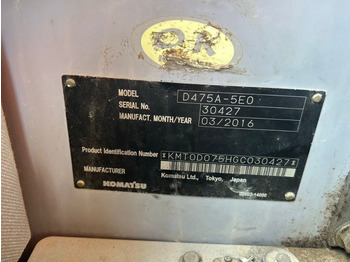 OK
MODEL D475A-5E0
SERIAL No. 30427
MANUFACT. MONTH/YEAR 03/2016
Product Identification Number *KMT0D075HGC030427*
MANUFACTURER
KOMATSU Komatsu Ltd., Tokyo, Japan